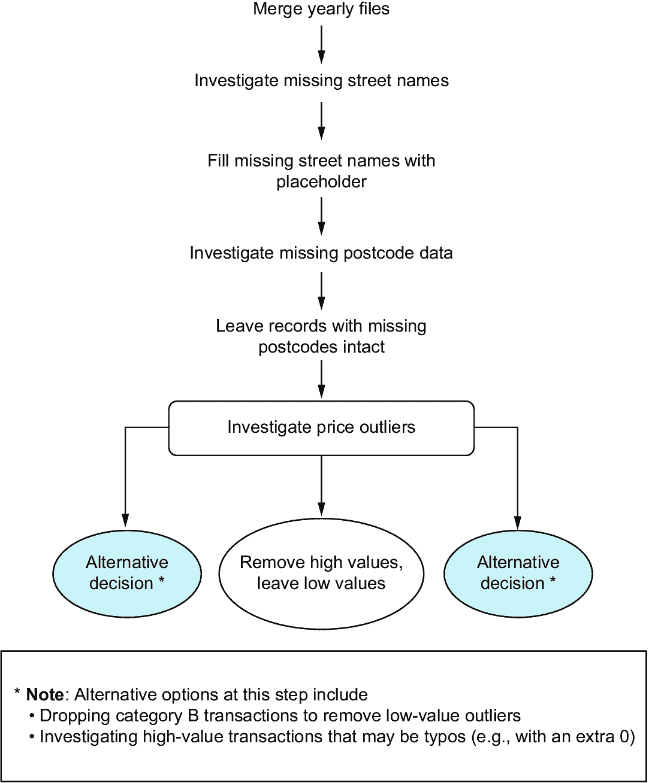 Merge yearly files
Investigate missing street names
Fill missing street names with
placeholder
Investigate missing postcode data
Leave records with missing
postcodes intact
Investigate price outliers
Alternative
decision *
Remove high values,
leave low values
Alternative
decision *
* Note: Alternative options at this step include
• Dropping category B transactions to remove low-value outliers
• Investigating high-value transactions that may be typos (e.g., with an extra 0)